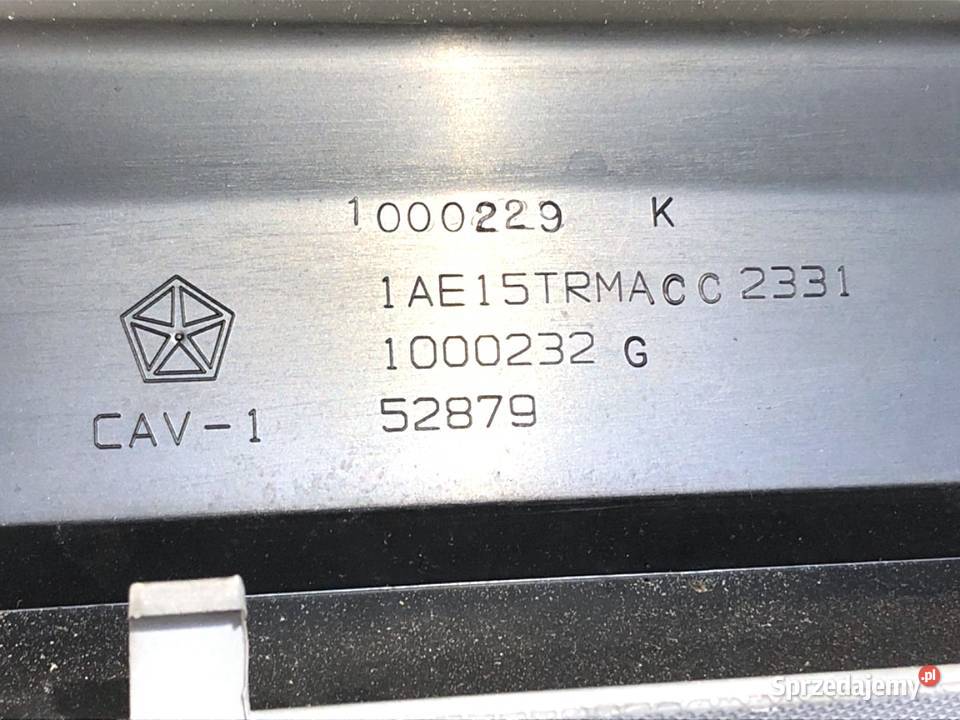 1000229 K
1AE15TRMACC 2331
1000232 G
CAV-1 52879
Sprzedajemy.pl